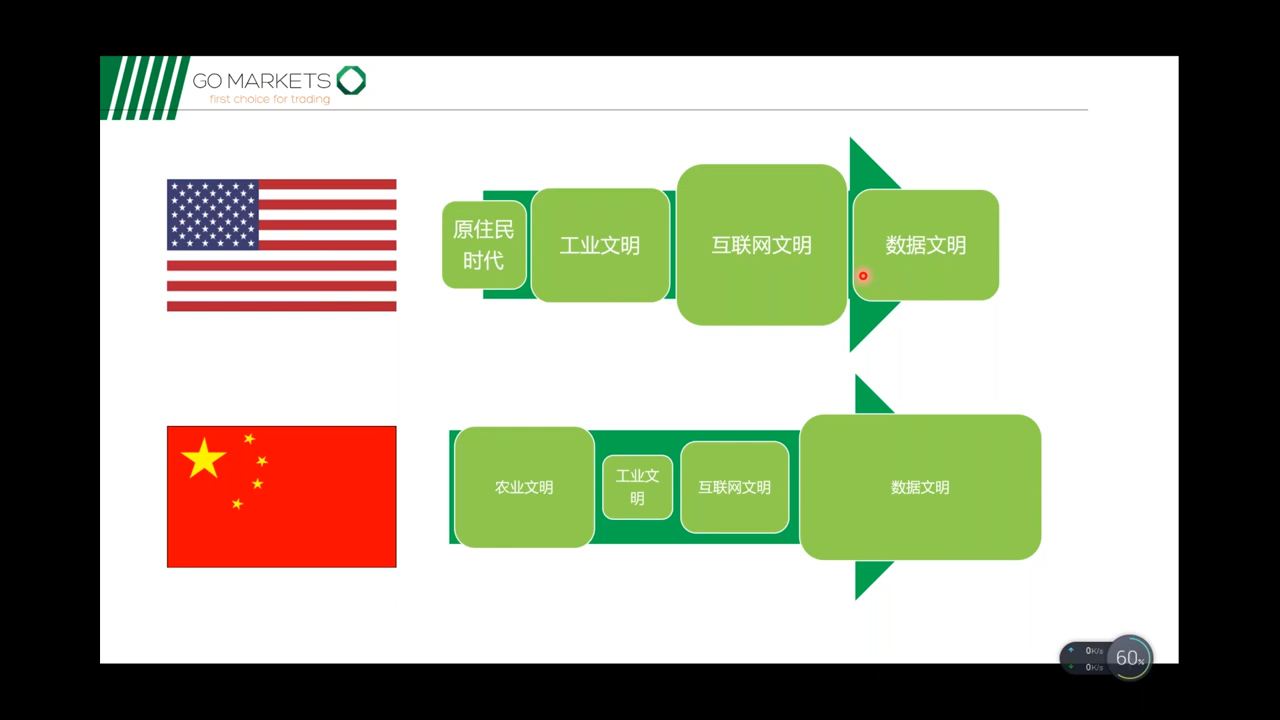 GO MARKETS
first choice for trading
原住民
时代
工业文明
互联网文明
数据文明
农业文明
工业文
明
互联网文明
数据文明
0K/s
0K/s
60%